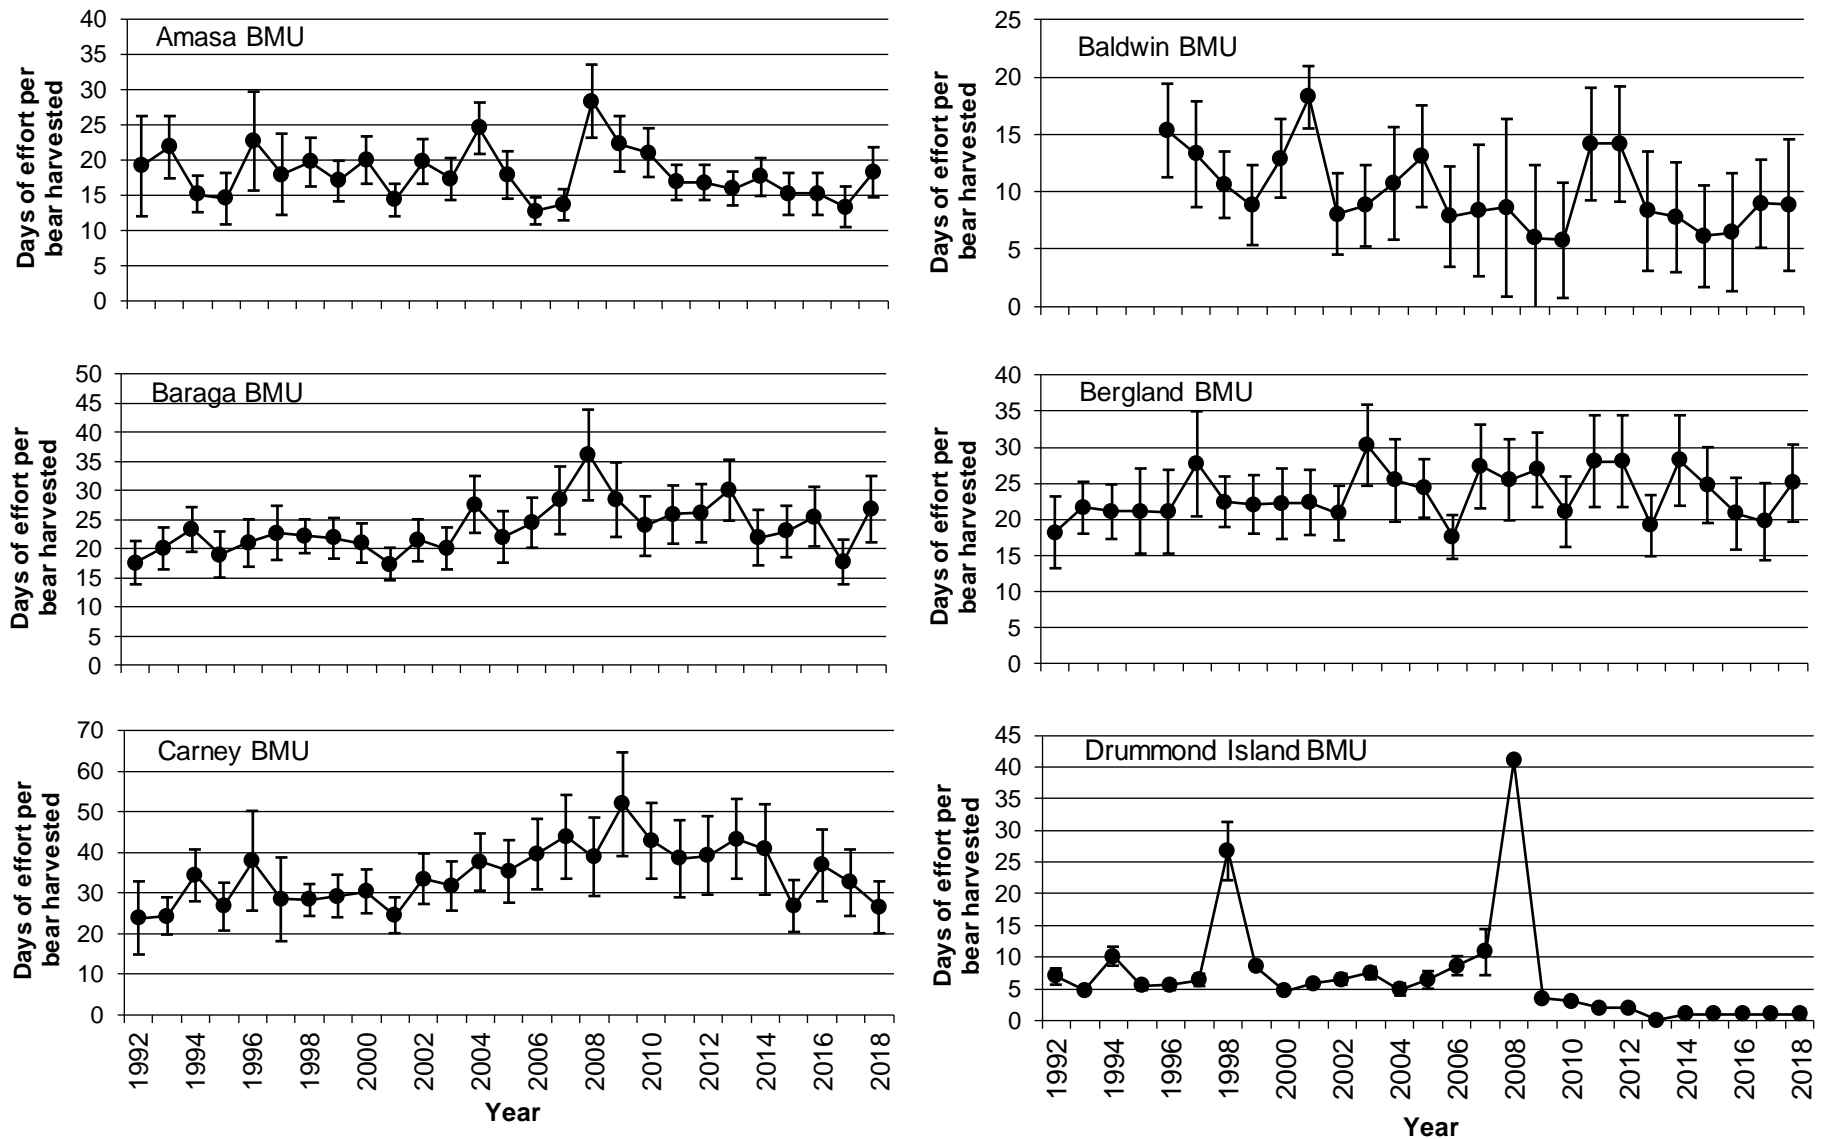 Amasa BMU
Days of effort per
bear harvested
40
35
30
25
20
15
10
5
0
Baldwin BMU
Days of effort per
bear harvested
25
20
15
10
5
0
Baraga BMU
Days of effort per
bear harvested
50
45
40
35
30
25
20
15
10
5
0
Bergland BMU
Days of effort per
bear harvested
40
35
30
25
20
15
10
5
0
Carney BMU
Days of effort per
bear harvested
70
60
50
40
30
20
10
0
1992 1994 1996 1998 2000 2002 2004 2006 2008 2010 2012 2014 2016 2018
Year
Drummond Island BMU
Days of effort per
bear harvested
45
40
35
30
25
20
15
10
5
0
1992 1994 1996 1998 2000 2002 2004 2006 2008 2010 2012 2014 2016 2018
Year